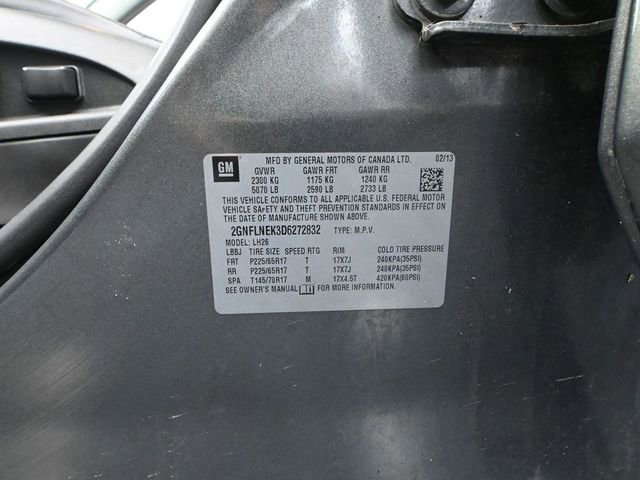 GM
MFD BY GENERAL MOTORS OF CANADA LTD. 02/13
GVWR GAWR FRT GAWR RR
2300 KG 1175 KG 1240 KG
5070 LB 2590 LB 2733 LB
THIS VEHICLE CONFORMS TO ALL APPLICABLE U.S. FEDERAL MOTOR
VEHICLE SAFETY AND THEFT PREVENTION STANDARDS IN EFFECT ON
THE DATE OF MANUFACTURE SHOWN ABOVE.
2GNFLNEK3D6272832 TYPE: M.P.V.
MODEL: LH26
LBBJ TIRE SIZE SPEED RTG RIM COLD TIRE PRESSURE
FRT P225/65R17 T 17X7J 240KPA(35PSI)
RR P225/65R17 T 17X7J 240KPA(35PSI)
SPA T145/70R17 M 17X4.5T 420KPA(60PSI)
SEE OWNER'S MANUAL FOR MORE INFORMATION.